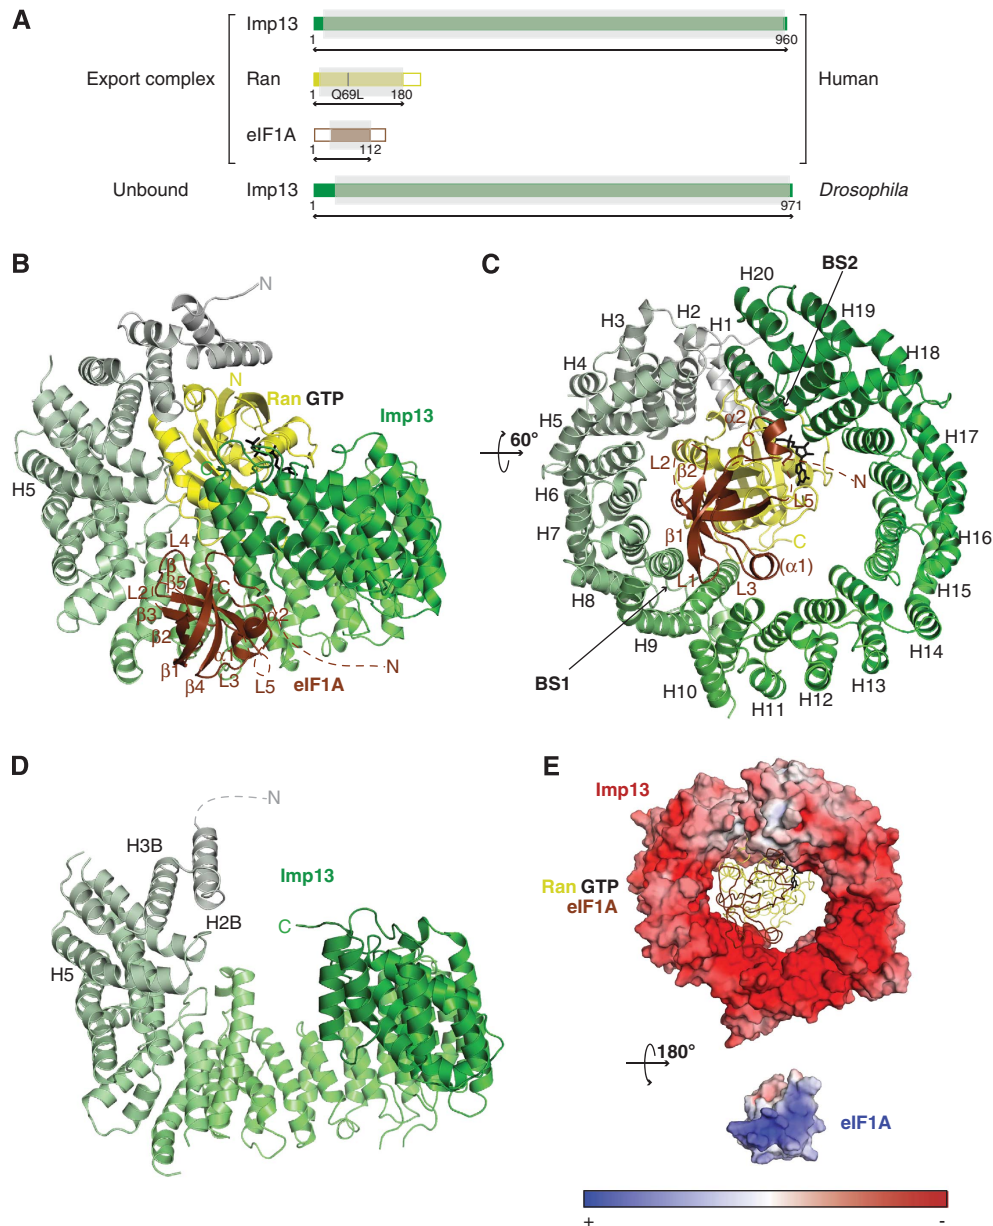 A
Imp13
1
960
Export complex
Ran
Human
1
Q69L
180
eIF1A
1
112
Unbound
Imp13
Drosophila
1
971
B
N
N
Ran GTP
Imp13
C
H5
L4
β
β5
C
L2
β3
α2
β2
β1
α1
N
β4
L3
L5
eIF1A
60°
C
BS2
H20
H19
H1
H2
H3
H18
H4
α2
C
H5
H17
L2
β2
N
H6
L5
H7
β1
C
H16
(α1)
L1
L3
H15
H8
H14
H9
BS1
H10
H13
H12
H11
D
N
H3B
Imp13
H2B
C
H5
E
Imp13
Ran GTP
eIF1A
180°
eIF1A
+
-